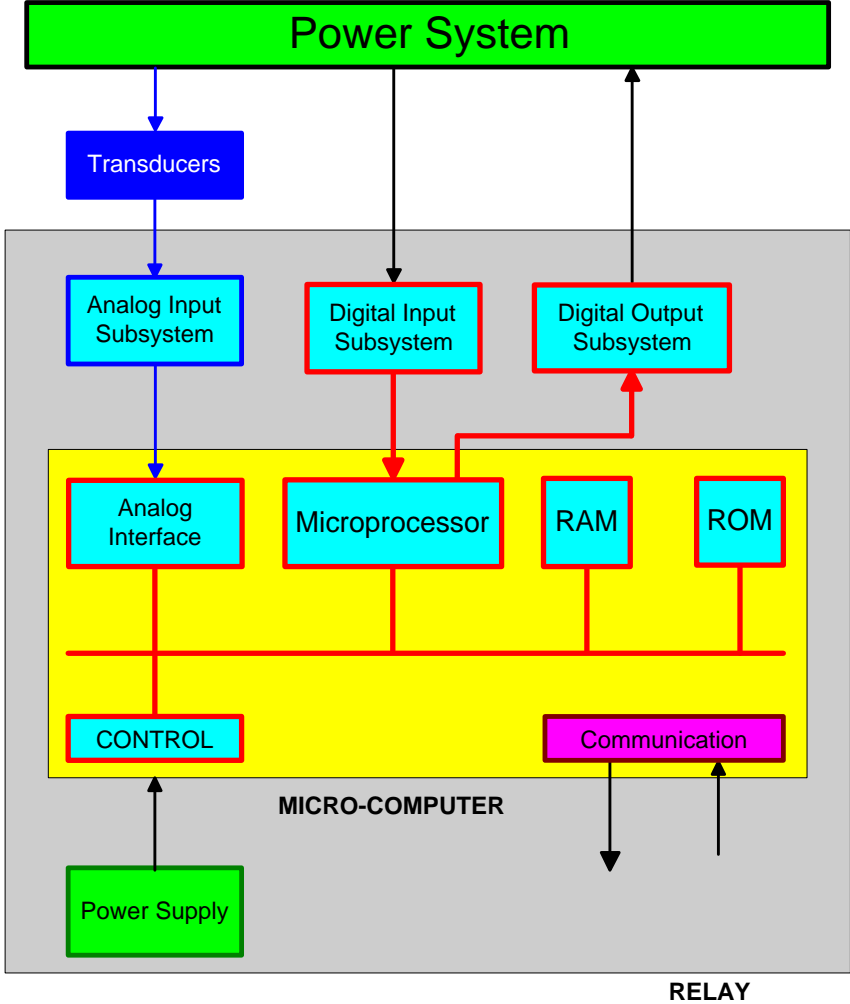 Power System
Transducers
Analog Input
Subsystem
Digital Input
Subsystem
Digital Output
Subsystem
Analog
Interface
Microprocessor
RAM
ROM
CONTROL
Communication
MICRO-COMPUTER
Power Supply
RELAY